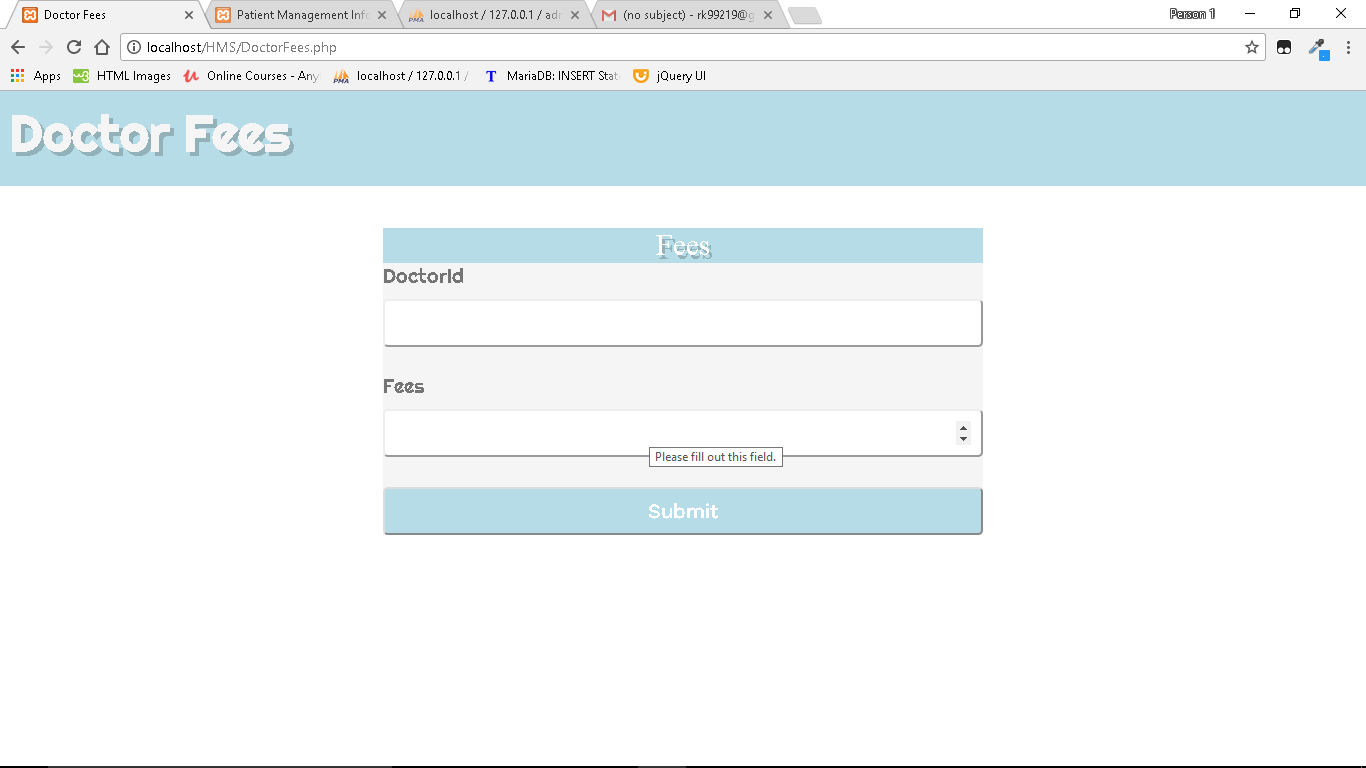 Doctor Fees
Patient Management Inf
localhost / 127.0.0.1 / adr
(no subject) - rk99219@g
Person 1
localhost/HMS/DoctorFees.php
Apps
HTML Images
Online Courses - Any
PMA
localhost / 127.0.0.1 /
T
MariaDB: INSERT Stat
jQuery UI
Doctor Fees
Fees
DoctorId
Fees
Please fill out this field.
Submit